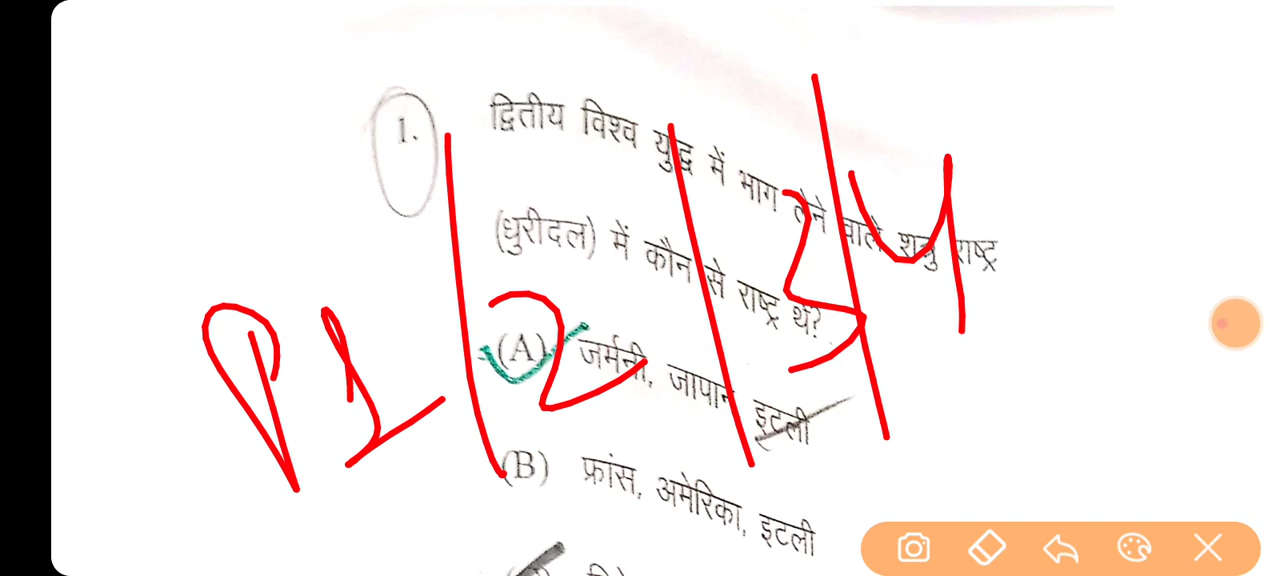 1. द्वितीय विश्व युद्ध में भाग लेने वाले शत्रु राष्ट्र
(धुरीदल) में कौन से राष्ट्र थे?
(A) जर्मनी, जापान इटली
(B) फ्रांस, अमेरिका, इटली
P1 2 3 4